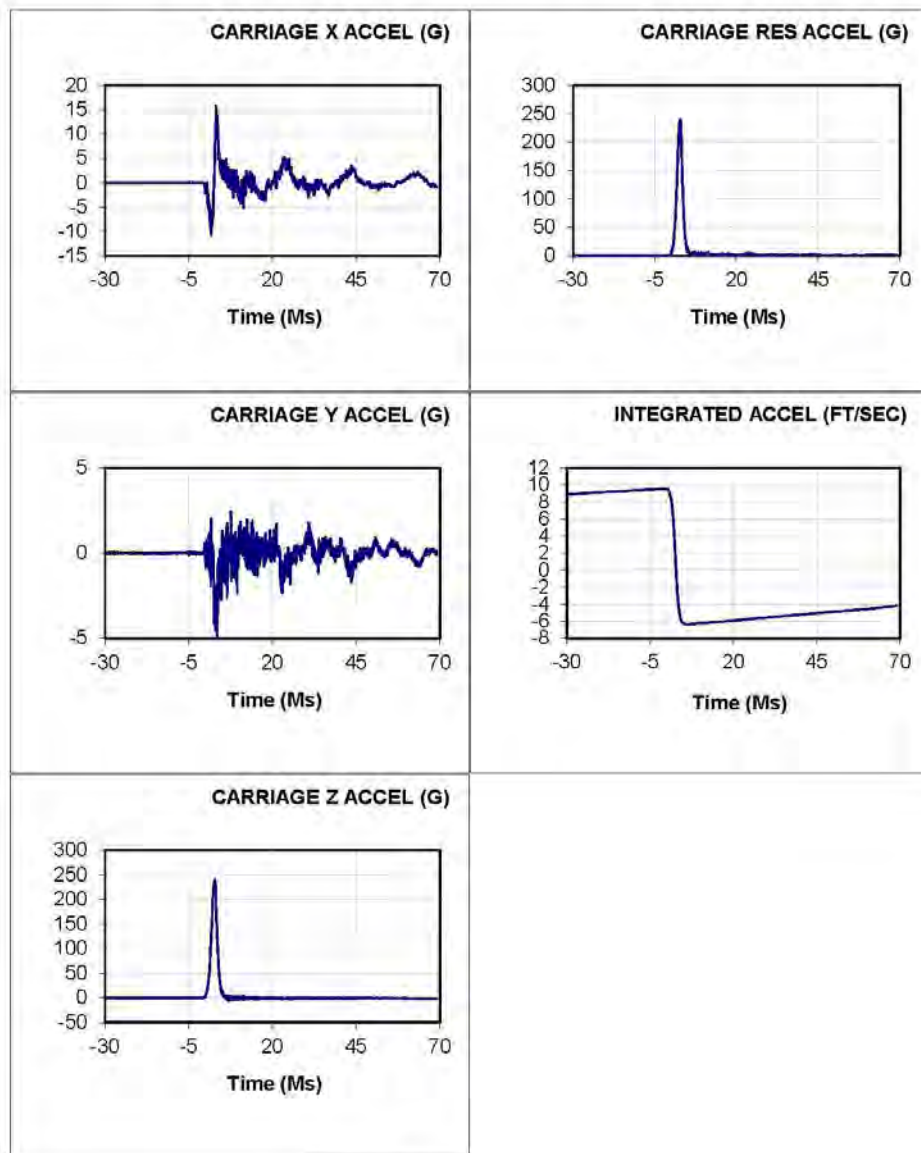 CARRIAGE X ACCEL (G)
20
15
10
5
0
-5
-10
-15
-30 -5 20 45 70
Time (Ms)
CARRIAGE RES ACCEL (G)
300
250
200
150
100
50
0
-30 -5 20 45 70
Time (Ms)
CARRIAGE Y ACCEL (G)
5
0
-5
-30 -5 20 45 70
Time (Ms)
INTEGRATED ACCEL (FT/SEC)
12
10
8
6
4
2
0
-2
-4
-6
-8
-30 -5 20 45 70
Time (Ms)
CARRIAGE Z ACCEL (G)
300
250
200
150
100
50
0
-50
-30 -5 20 45 70
Time (Ms)